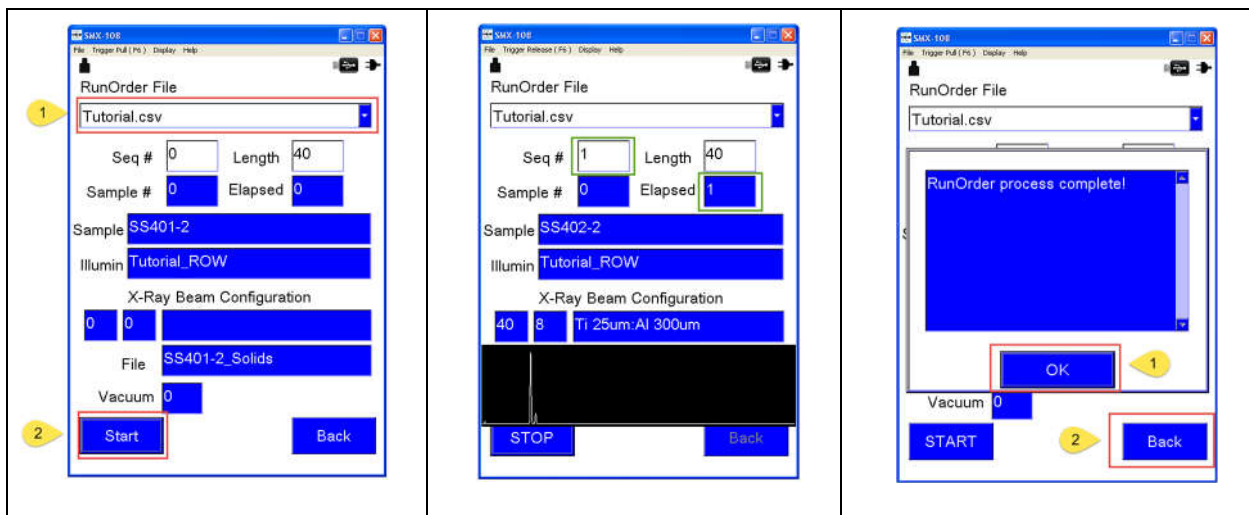 SMX-108
File Trigger Pull ( F6 ) Display Help
RunOrder File
1
Tutorial.csv
Seq # 0 Length 40
Sample # 0 Elapsed 0
Sample SS401-2
Illumin Tutorial_ROW
X-Ray Beam Configuration
0 0
File SS401-2_Solids
Vacuum 0
2
Start Back
SMX-108
File Trigger Release ( F6 ) Display Help
RunOrder File
Tutorial.csv
Seq # 1 Length 40
Sample # 0 Elapsed 1
Sample SS402-2
Illumin Tutorial_ROW
X-Ray Beam Configuration
40 8 Ti 25um:Al 300um
STOP Back
SMX-108
File Trigger Pull ( F6 ) Display Help
RunOrder File
Tutorial.csv
RunOrder process complete!
OK 1
Vacuum 0
START 2 Back